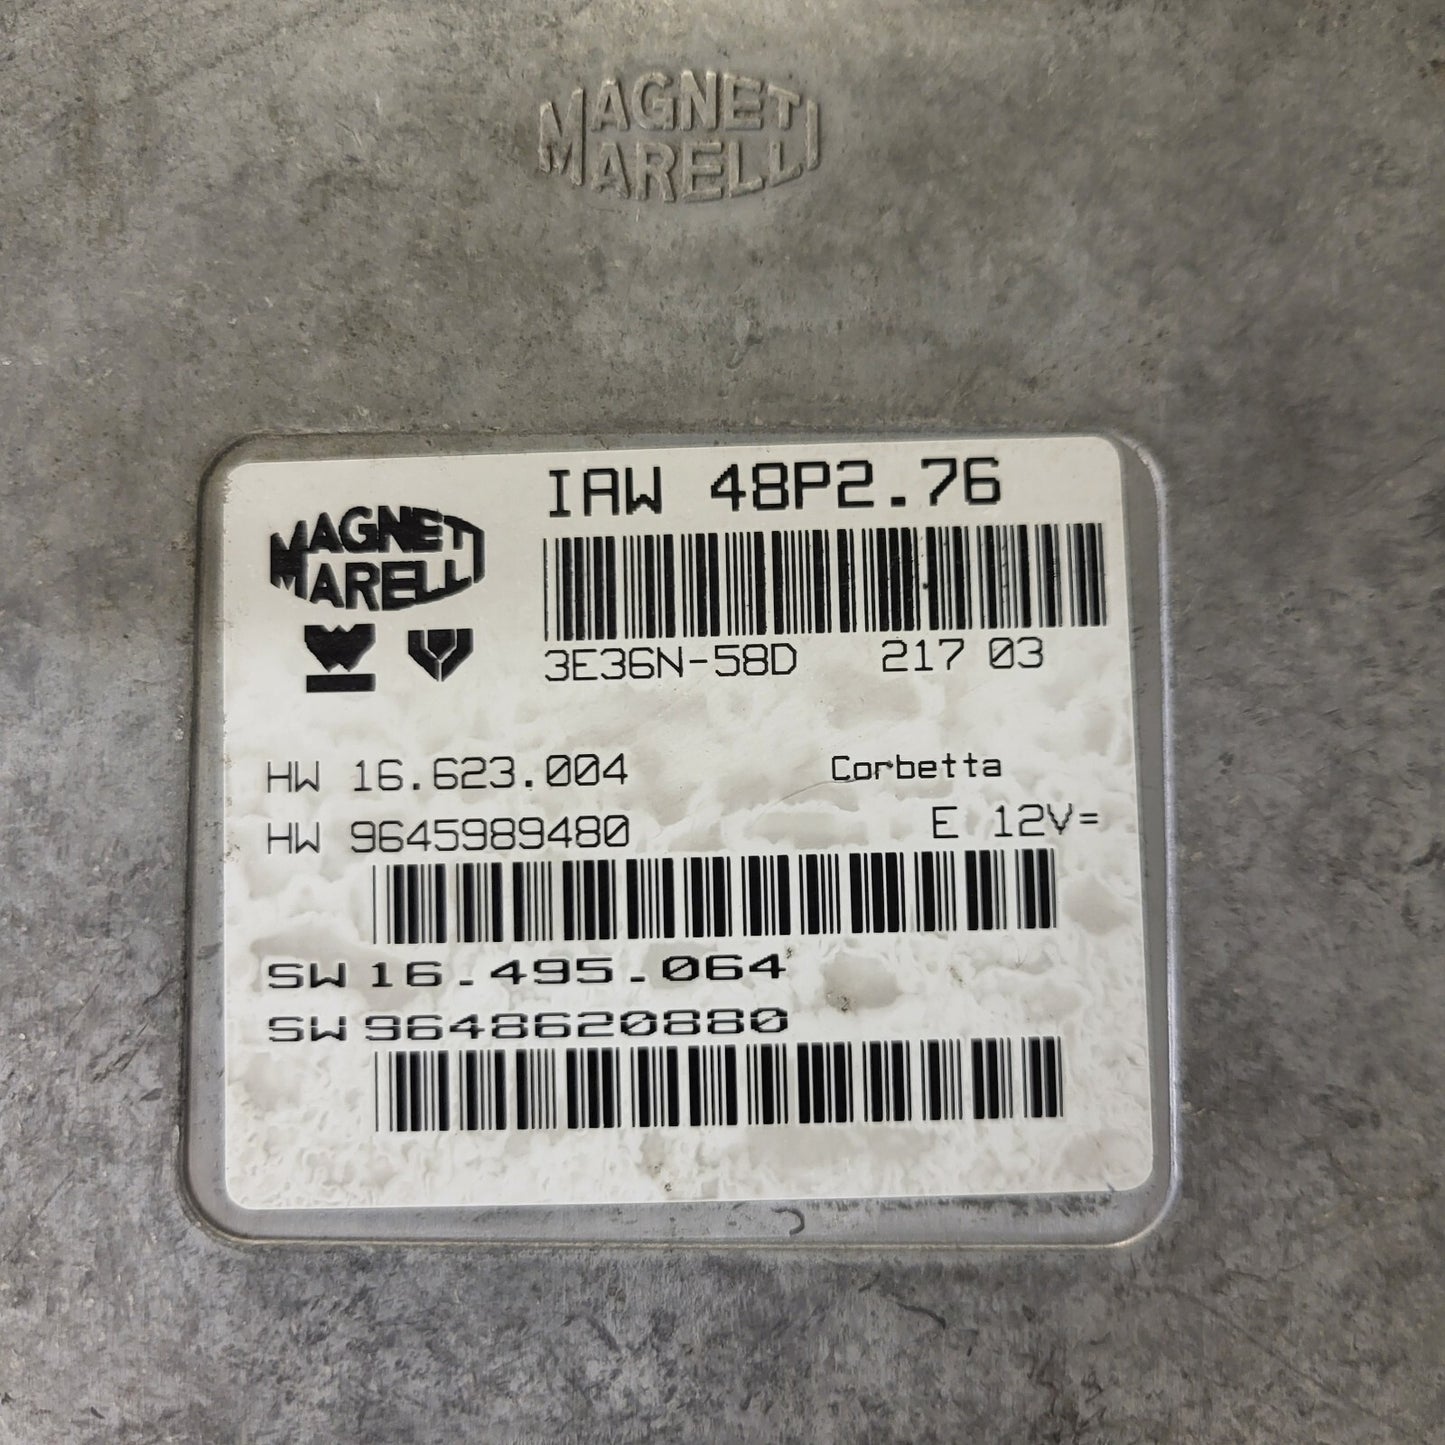 MAGNETI
MARELLI
IAW 48P2.76
MAGNETI
MARELLI
3E36N-58D 217 03
HW 16.623.004 Corbetta
HW 9645989480 E 12V=
SW 16.495.064
SW 9648620880